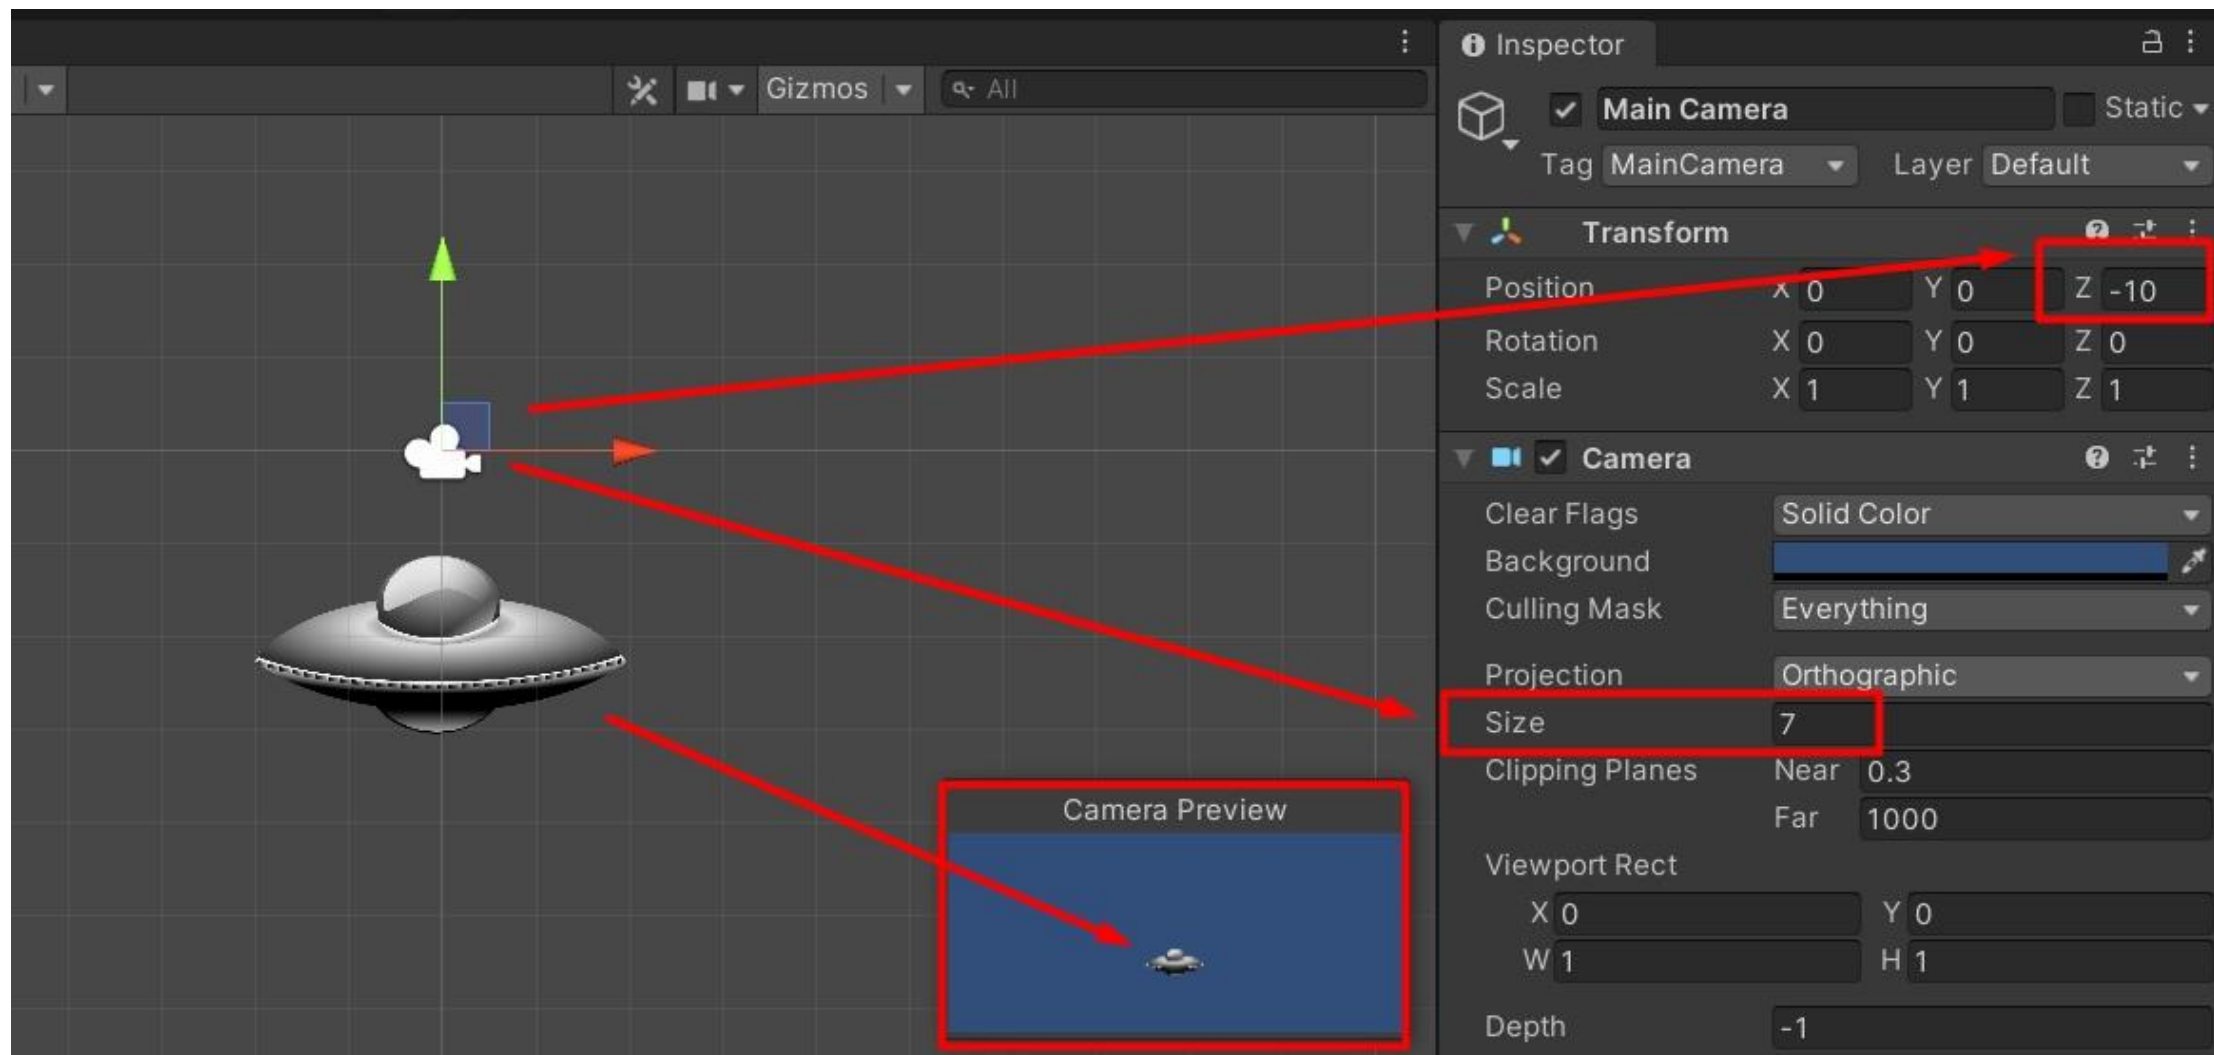 Inspector
Gizmos All
Main Camera Static
Tag MainCamera Layer Default
Transform
Position X 0 Y 0 Z -10
Rotation X 0 Y 0 Z 0
Scale X 1 Y 1 Z 1
Camera
Clear Flags Solid Color
Background
Culling Mask Everything
Projection Orthographic
Size 7
Clipping Planes Near 0.3
Far 1000
Viewport Rect
X 0 Y 0
W 1 H 1
Depth -1
Camera Preview